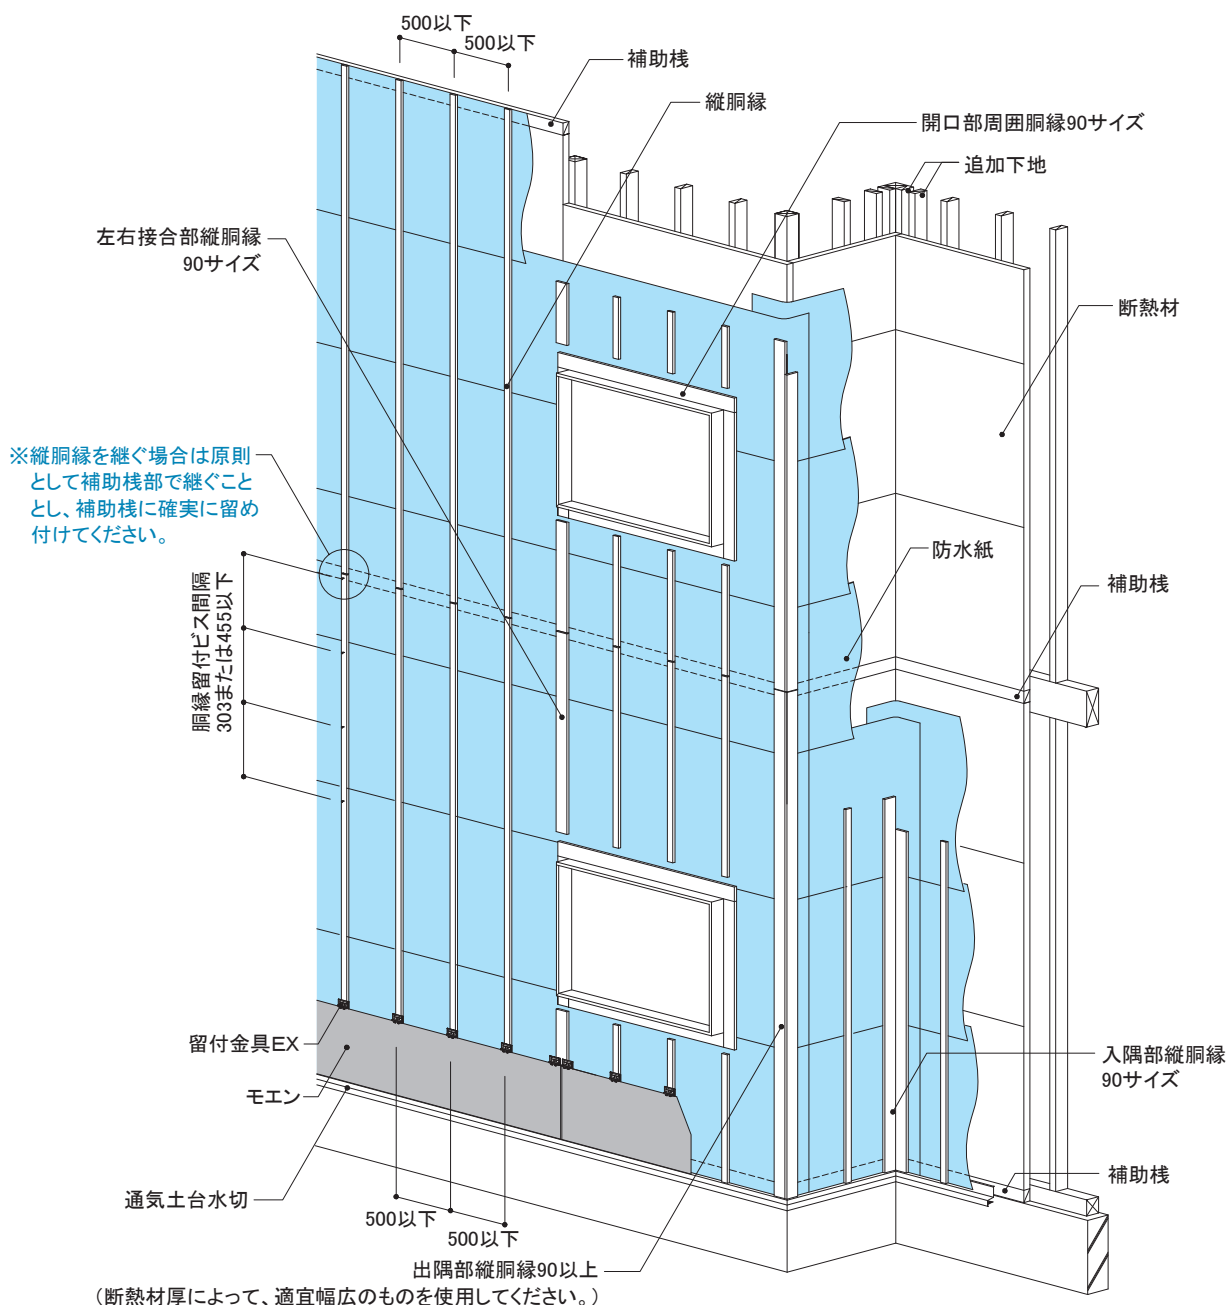 500以下
500以下
補助桟
縦胴縁
開口部周囲胴縁90サイズ
追加下地
左右接合部縦胴縁
90サイズ
断熱材
※縦胴縁を継ぐ場合は原則
として補助桟部で継ぐこと
とし、補助桟に確実に留め
付けてください。
防水紙
補助桟
胴縁留付ビス間隔
303または455以下
留付金具EX
モエン
入隅部縦胴縁
90サイズ
通気土台水切
補助桟
500以下
500以下
出隅部縦胴縁90以上
（断熱材厚によって、適宜幅広のものを使用してください。）